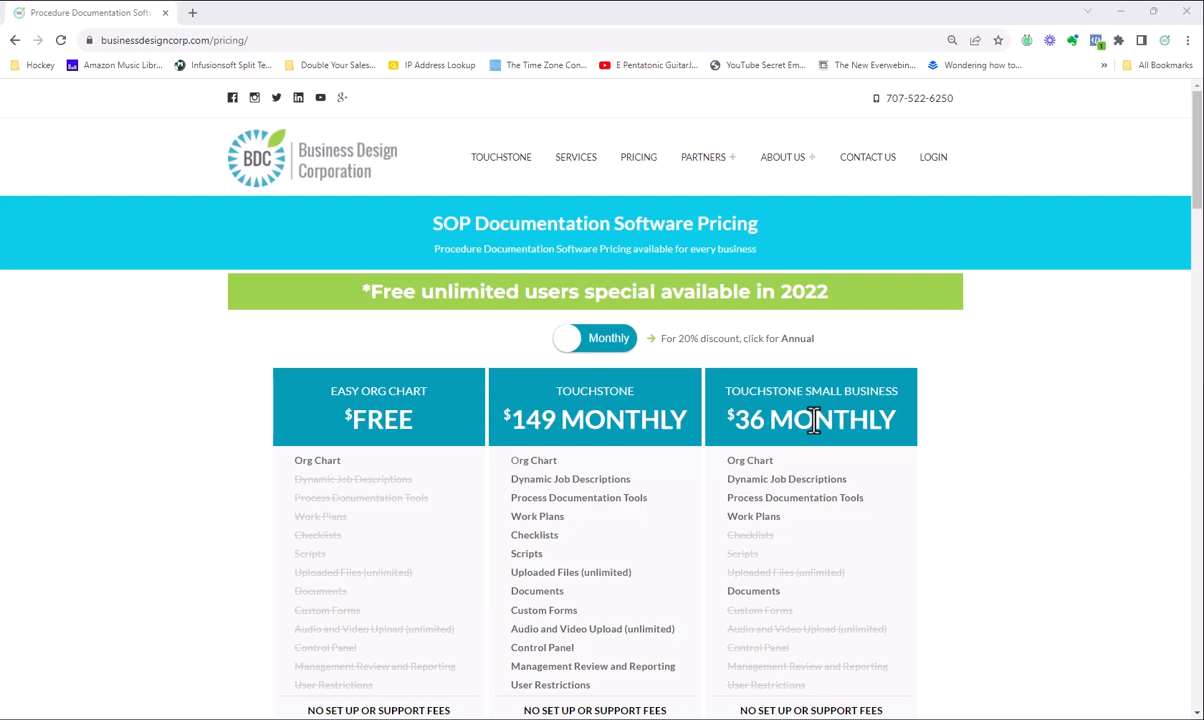 Procedure Documentation Softw
businessdesigncorp.com/pricing/
1
Hockey
Amazon Music Libr...
Infusionsoft Split Te...
Double Your Sales...
IP Address Lookup
The Time Zone Con...
E Pentatonic GuitarJ...
YouTube Secret Em...
The New Everwebin...
Wondering how to...
»
All Bookmarks
707-522-6250
BDC
Business Design
Corporation
TOUCHSTONE
SERVICES
PRICING
PARTNERS +
ABOUT US +
CONTACT US
LOGIN
SOP Documentation Software Pricing
Procedure Documentation Software Pricing available for every business
*Free unlimited users special available in 2022
Monthly
For 20% discount, click for Annual
EASY ORG CHART
$FREE
Org Chart
Dynamic Job Descriptions
Process Documentation Tools
Work Plans
Checklists
Scripts
Uploaded Files (unlimited)
Documents
Custom Forms
Audio and Video Upload (unlimited)
Control Panel
Management Review and Reporting
User Restrictions
NO SET UP OR SUPPORT FEES
TOUCHSTONE
$149 MONTHLY
Org Chart
Dynamic Job Descriptions
Process Documentation Tools
Work Plans
Checklists
Scripts
Uploaded Files (unlimited)
Documents
Custom Forms
Audio and Video Upload (unlimited)
Control Panel
Management Review and Reporting
User Restrictions
NO SET UP OR SUPPORT FEES
TOUCHSTONE SMALL BUSINESS
$36 MONTHLY
Org Chart
Dynamic Job Descriptions
Process Documentation Tools
Work Plans
Checklists
Scripts
Uploaded Files (unlimited)
Documents
Custom Forms
Audio and Video Upload (unlimited)
Control Panel
Management Review and Reporting
User Restrictions
NO SET UP OR SUPPORT FEES